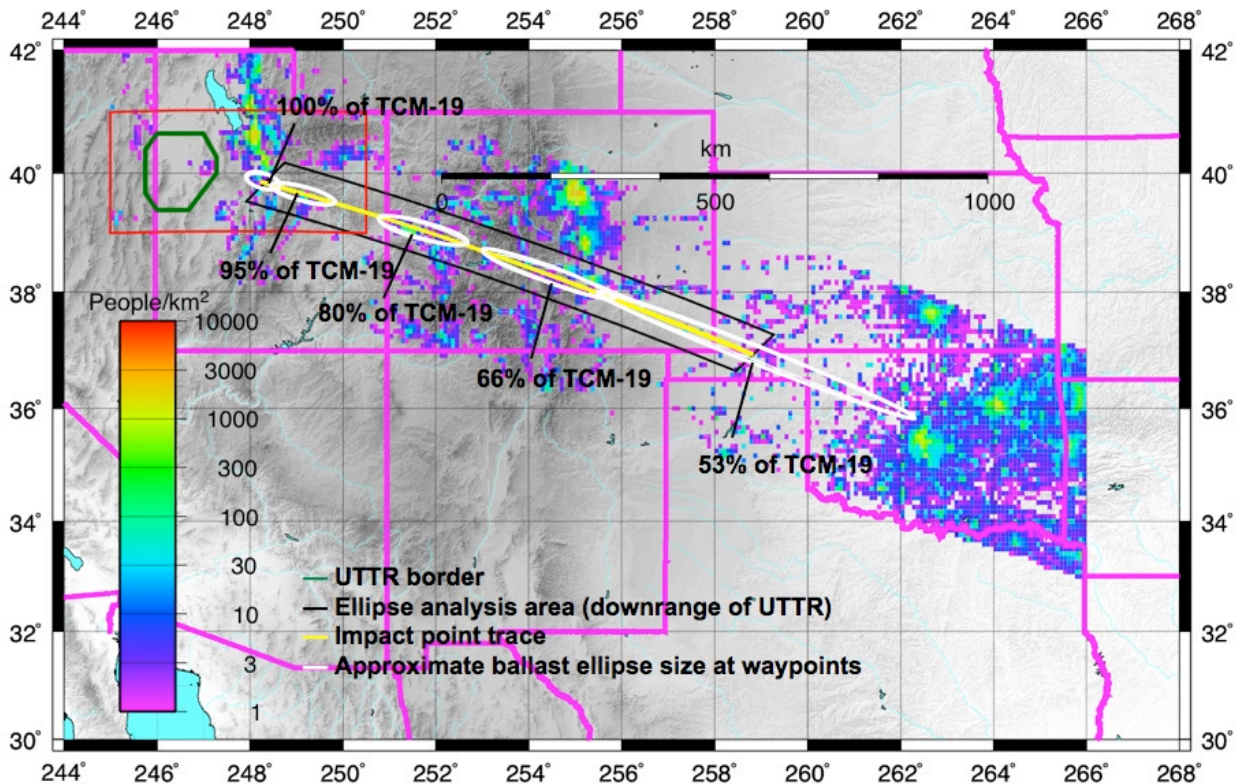 244° 246° 248° 250° 252° 254° 256° 258° 260° 262° 264° 266° 268°
42° 42°
100% of TCM-19
km
40° 40°
0 500 1000
95% of TCM-19
38° 38°
People/km2
80% of TCM-19
10000
66% of TCM-19
3000
36° 36°
1000
53% of TCM-19
300
34° 34°
100
30
UTTR border
10
Ellipse analysis area (downrange of UTTR)
32° 32°
Impact point trace
3
Approximate ballast ellipse size at waypoints
1
30° 30°
244° 246° 248° 250° 252° 254° 256° 258° 260° 262° 264° 266° 268°